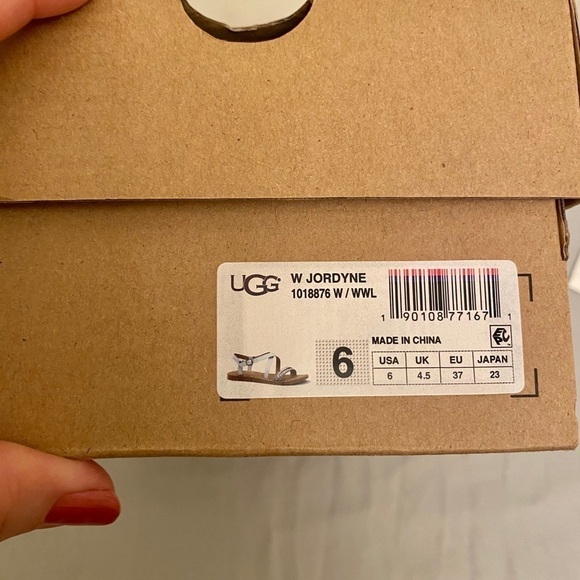 UGG
W JORDYNE
1018876 W / WWL
1 90108 77167 1
MADE IN CHINA
6
USA UK EU JAPAN
6 4.5 37 23